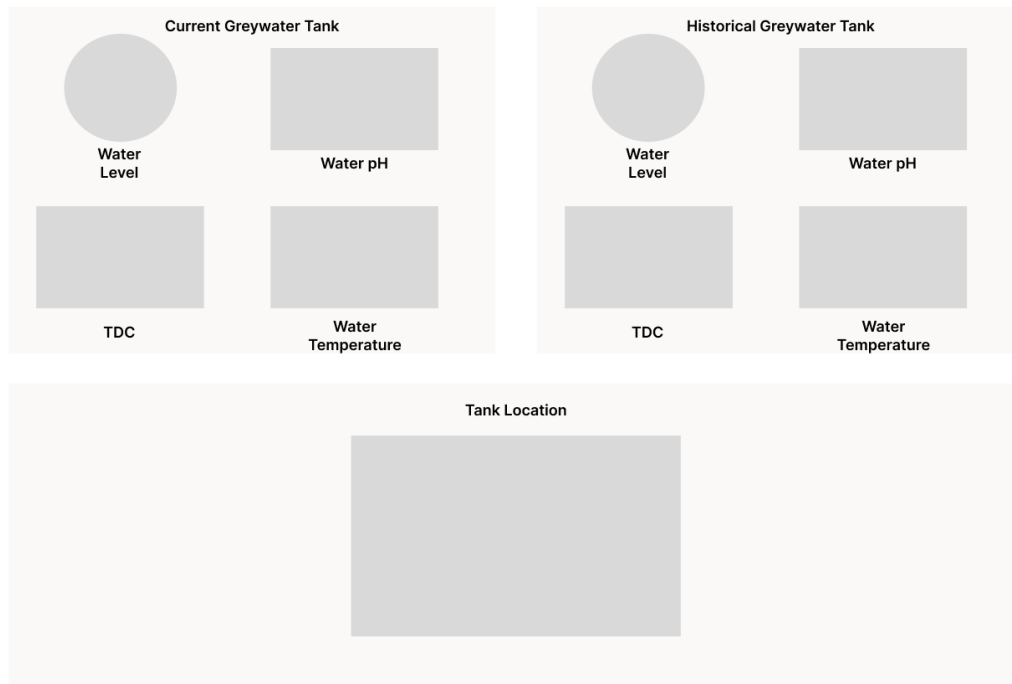 Current Greywater Tank
Water
Level
Water pH
TDC
Water
Temperature
Historical Greywater Tank
Water
Level
Water pH
TDC
Water
Temperature
Tank Location